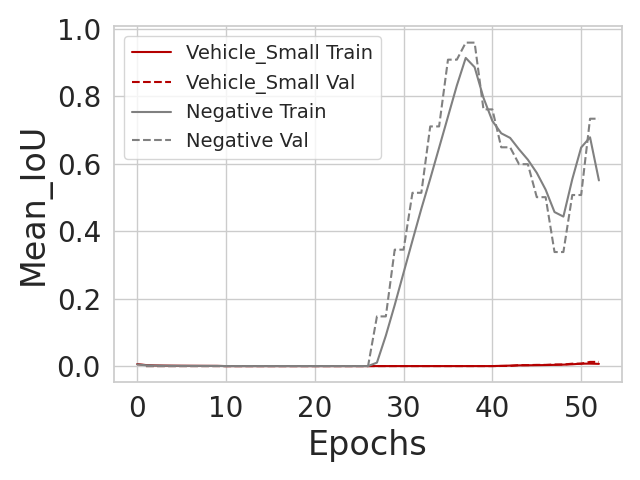 Mean_IoU
1.0
0.8
0.6
0.4
0.2
0.0
Vehicle_Small Train
Vehicle_Small Val
Negative Train
Negative Val
0
10
20
30
40
50
Epochs